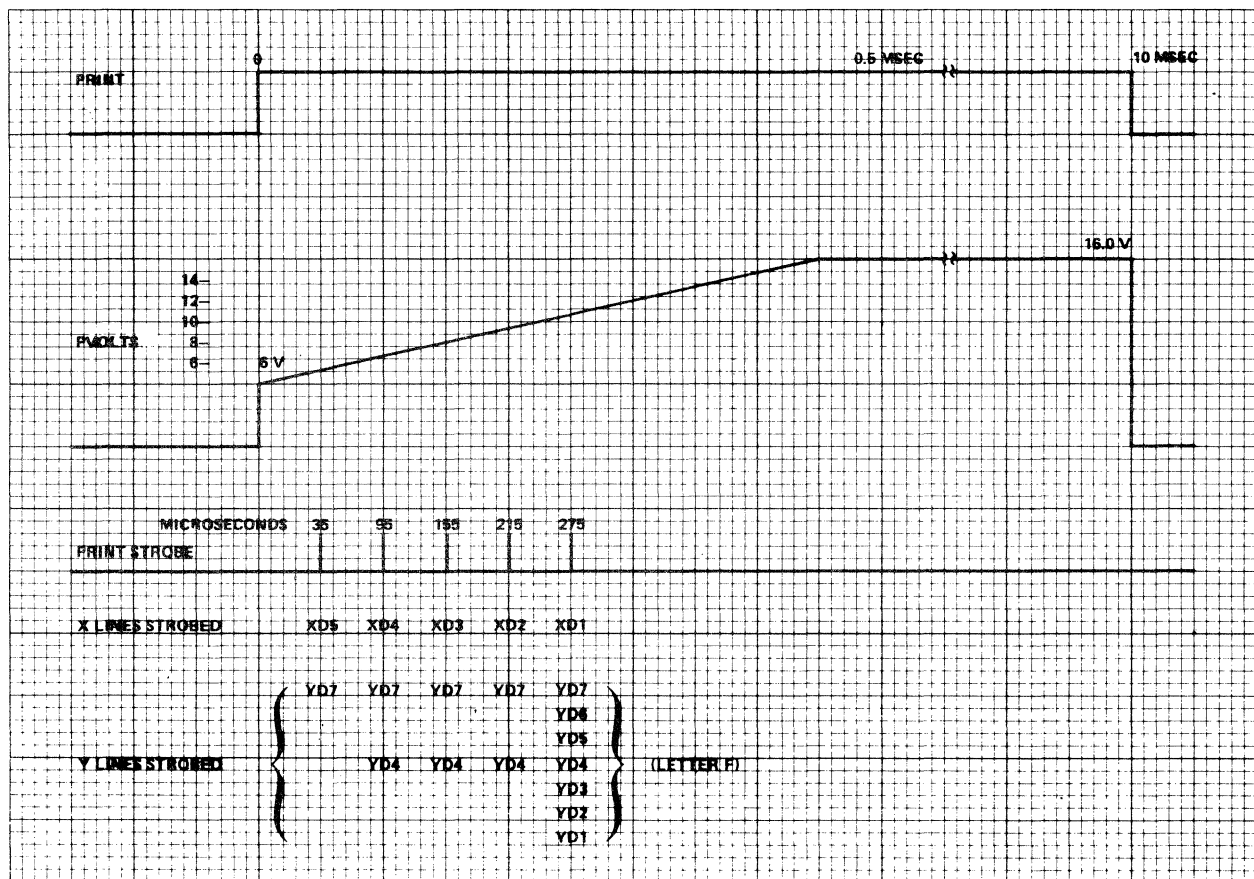 0 0.5 MSEC 10 MSEC
PRINT
16.0 V
14–
12–
10–
PVOLTS 8–
6– 6 V
MICROSECONDS 35 95 155 215 275
PRINT STROBE
X LINES STROBED XD5 XD4 XD3 XD2 XD1
YD7 YD7 YD7 YD7 YD7
YD6
YD5
Y LINES STROBED YD4 YD4 YD4 YD4 (LETTER F)
YD3
YD2
YD1